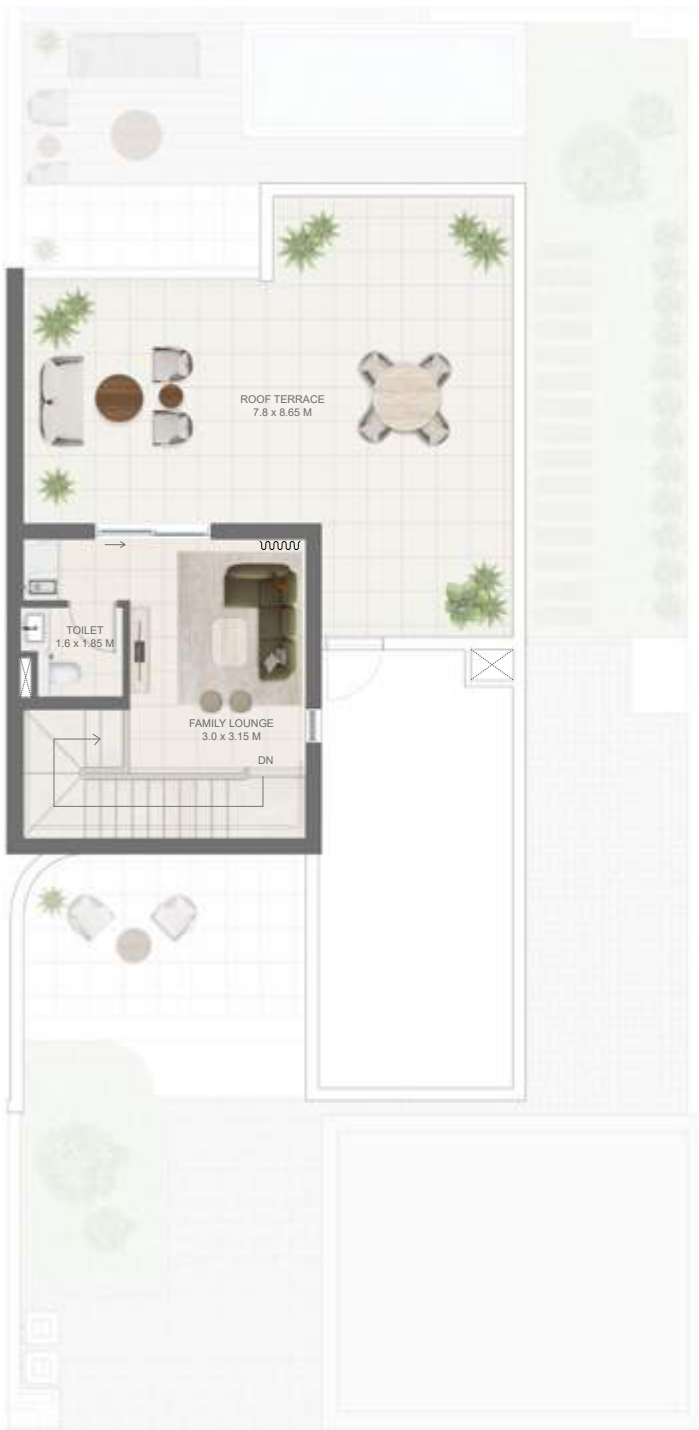 ROOF TERRACE
7.8 x 8.65 M
TOILET
1.6 x 1.85 M
FAMILY LOUNGE
3.0 x 3.15 M
DN